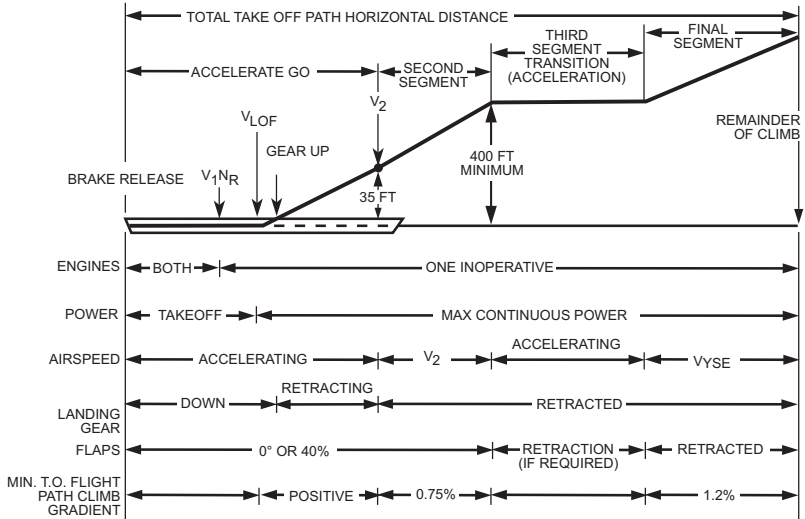 TOTAL TAKE OFF PATH HORIZONTAL DISTANCE
FINAL
SEGMENT
THIRD
SEGMENT
TRANSITION
(ACCELERATION)
ACCELERATE GO
SECOND
SEGMENT
V2
VLOF
REMAINDER
OF CLIMB
GEAR UP
400 FT
MINIMUM
BRAKE RELEASE
V1NR
35 FT
ENGINES BOTH ONE INOPERATIVE
POWER TAKEOFF MAX CONTINUOUS POWER
AIRSPEED ACCELERATING V2 ACCELERATING VYSE
LANDING
GEAR
DOWN RETRACTING RETRACTED
FLAPS 0° OR 40% RETRACTION
(IF REQUIRED)
RETRACTED
MIN. T.O. FLIGHT
PATH CLIMB
GRADIENT
POSITIVE 0.75% 1.2%